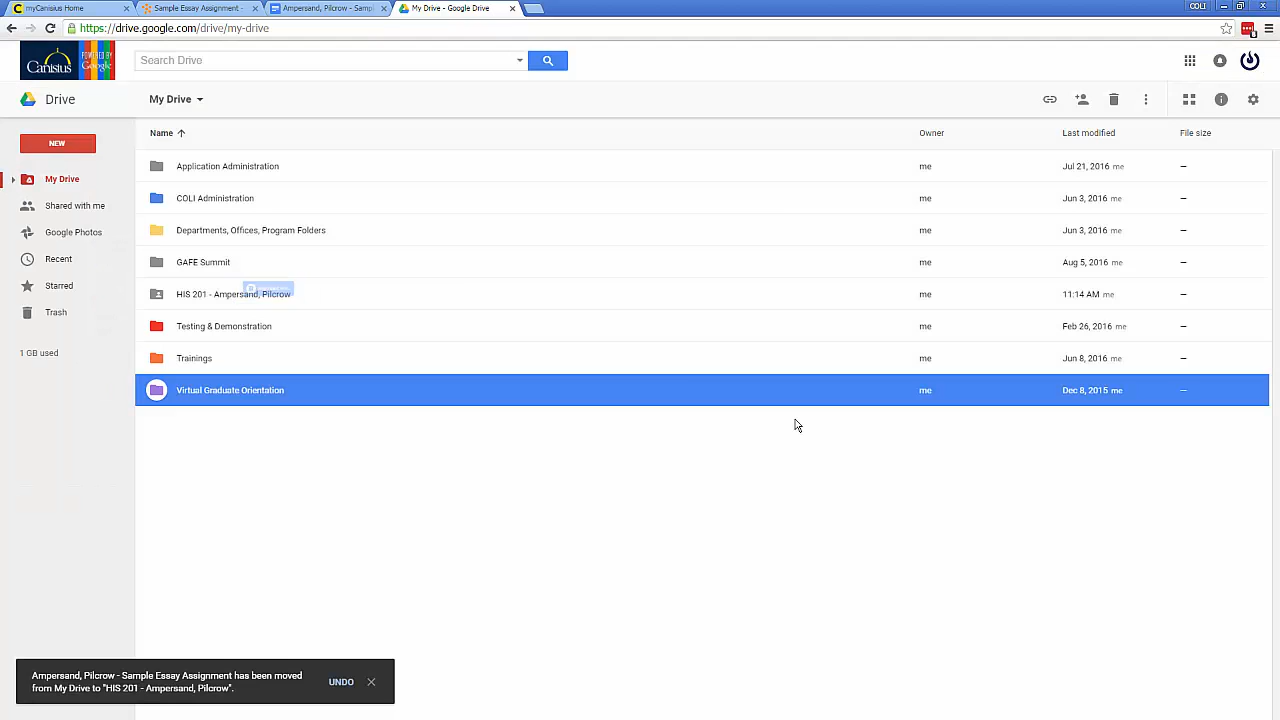 myCanisius Home
Sample Essay Assignment -
Ampersand, Pilcrow - Sampl
My Drive - Google Drive
COLI
https://drive.google.com/drive/my-drive
Canisius
POWERED BY
Google
Search Drive
Drive
My Drive
Name
Owner
Last modified
File size
NEW
My Drive
Shared with me
Google Photos
Recent
Starred
Trash
1 GB used
Application Administration me Jul 21, 2016 me —
COLI Administration me Jun 3, 2016 me —
Departments, Offices, Program Folders me Jun 3, 2016 me —
GAFE Summit me Aug 5, 2016 me —
HIS 201 - Ampersand, Pilcrow me 11:14 AM me —
Testing & Demonstration me Feb 26, 2016 me —
Trainings me Jun 8, 2016 me —
Virtual Graduate Orientation me Dec 8, 2015 me —
Ampersand, Pilcrow - Sample Essay Assignment has been moved
from My Drive to "HIS 201 - Ampersand, Pilcrow".
UNDO